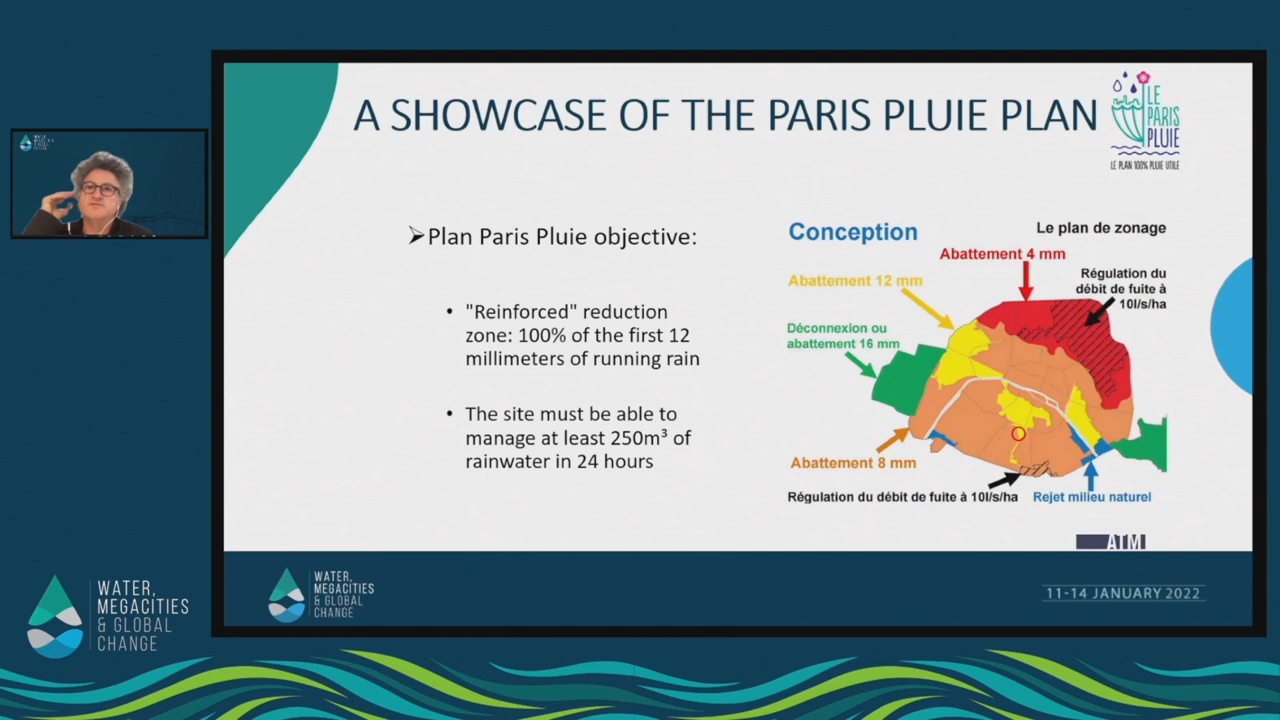 A SHOWCASE OF THE PARIS PLUIE PLAN
LE
PARIS
PLUIE
LE PLAN 100% PLUIE UTILE
➢Plan Paris Pluie objective:
• "Reinforced" reduction
zone: 100% of the first 12
millimeters of running rain
• The site must be able to
manage at least 250m³ of
rainwater in 24 hours
Conception
Le plan de zonage
Abattement 4 mm
Abattement 12 mm
Régulation du
débit de fuite à
10l/s/ha
Déconnexion ou
abattement 16 mm
Abattement 8 mm
Régulation du débit de fuite à 10l/s/ha
Rejet milieu naturel
ATM
WATER,
MEGACITIES
& GLOBAL
CHANGE
11-14 JANUARY 2022
WATER,
MEGACITIES
& GLOBAL
CHANGE